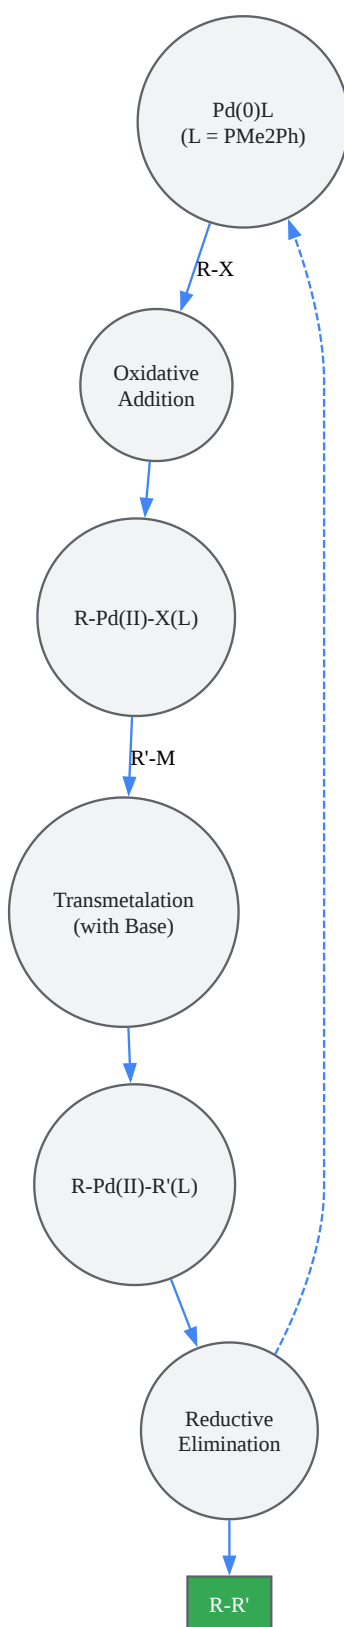 Pd(0)L
(L = PMe2Ph)
R-X
Oxidative
Addition
R-Pd(II)-X(L)
R'-M
Transmetalation
(with Base)
R-Pd(II)-R'(L)
Reductive
Elimination
R-R'